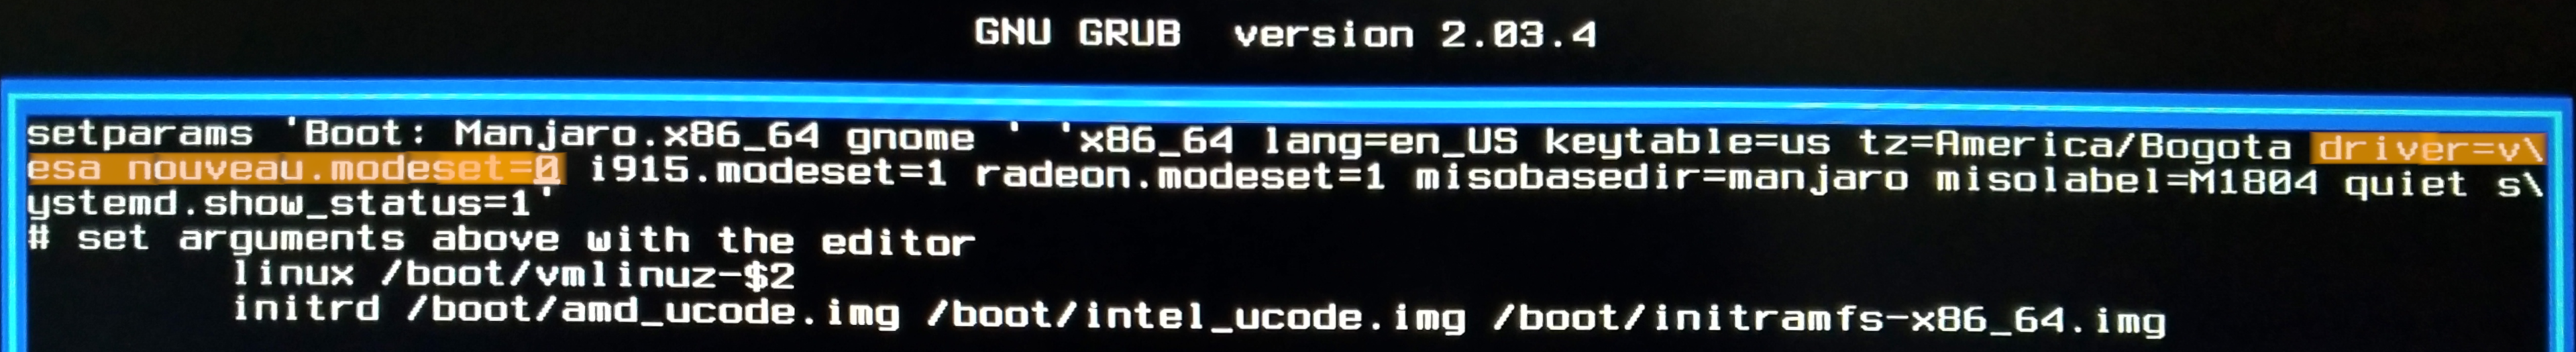 GNU GRUB  version 2.03.4
setparams 'Boot: Manjaro.x86_64 gnome ' 'x86_64 lang=en_US keytable=us tz=America/Bogota driver=v\
esa nouveau.modeset=0 i915.modeset=1 radeon.modeset=1 misobasedir=manjaro misolabel=M1804 quiet s\
ystemd.show_status=1'
# set arguments above with the editor
linux /boot/vmlinuz-$2
initrd /boot/amd_ucode.img /boot/intel_ucode.img /boot/initramfs-x86_64.img